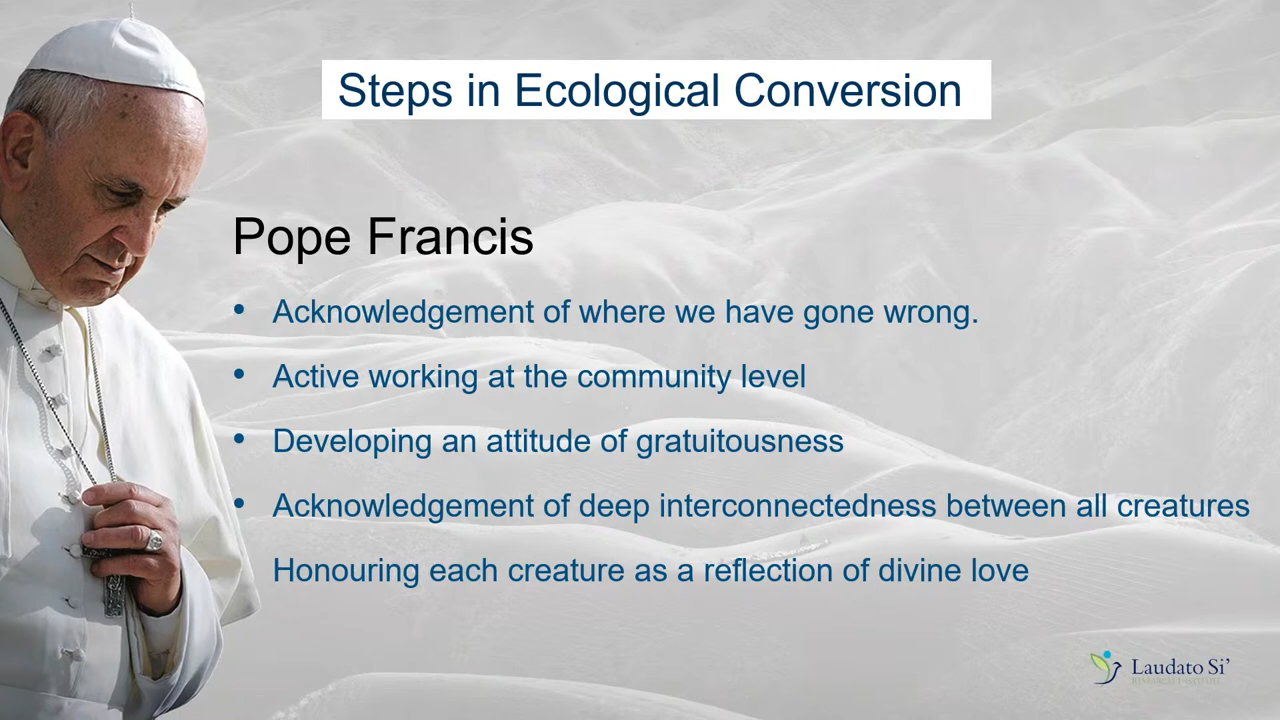 Steps in Ecological Conversion
Pope Francis
• Acknowledgement of where we have gone wrong.
• Active working at the community level
• Developing an attitude of gratuitousness
• Acknowledgement of deep interconnectedness between all creatures
Honouring each creature as a reflection of divine love
Laudato Si’